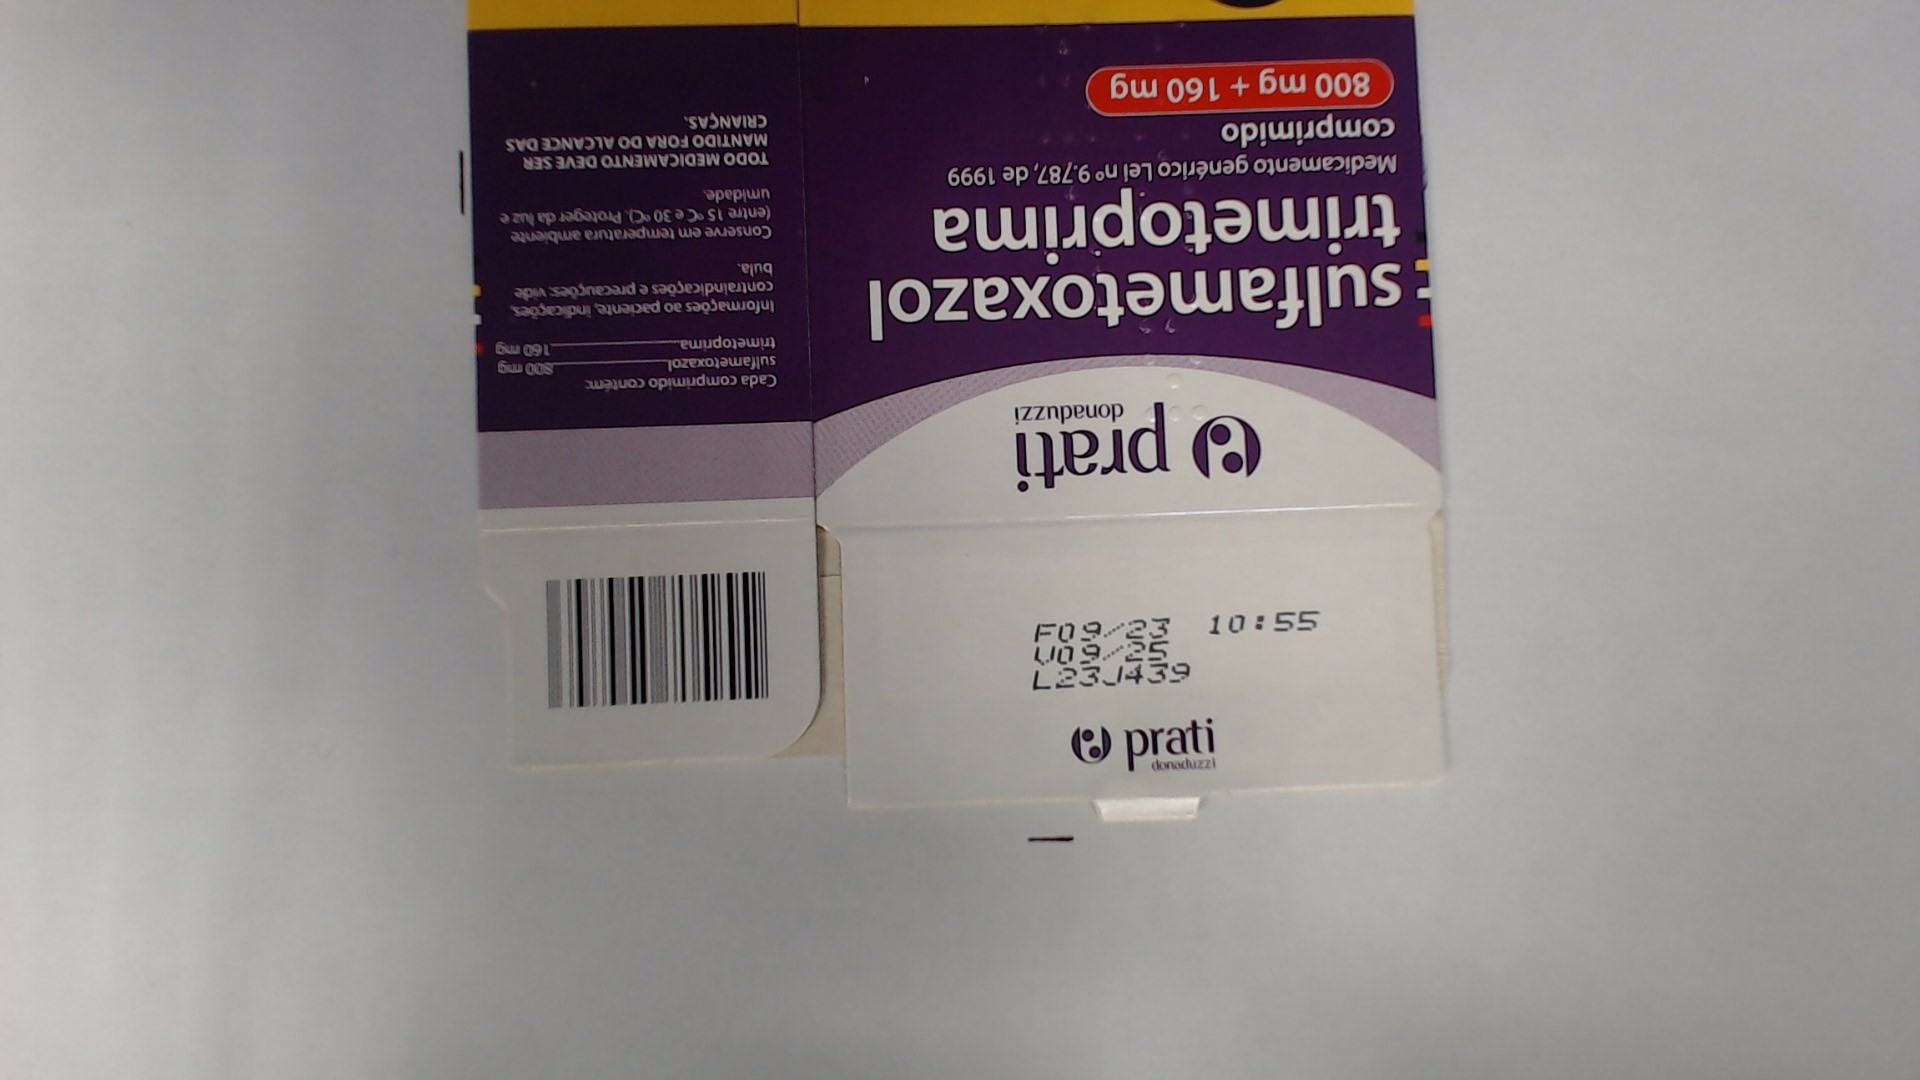 prati
donaduzzi
sulfametoxazol
trimetoprima
Medicamento genérico Lei nº 9.787, de 1999
comprimido
800 mg + 160 mg
Cada comprimido contém:
sulfametoxazol 800 mg
trimetoprima 160 mg
Informações ao paciente, indicações,
contraindicações e precauções: vide
bula.
Conserve em temperatura ambiente
(entre 15 ºC e 30 ºC). Proteger da luz e
umidade.
TODO MEDICAMENTO DEVE SER
MANTIDO FORA DO ALCANCE DAS
CRIANÇAS.
F09/23 10:55
V09/25
L23J439
prati
donaduzzi